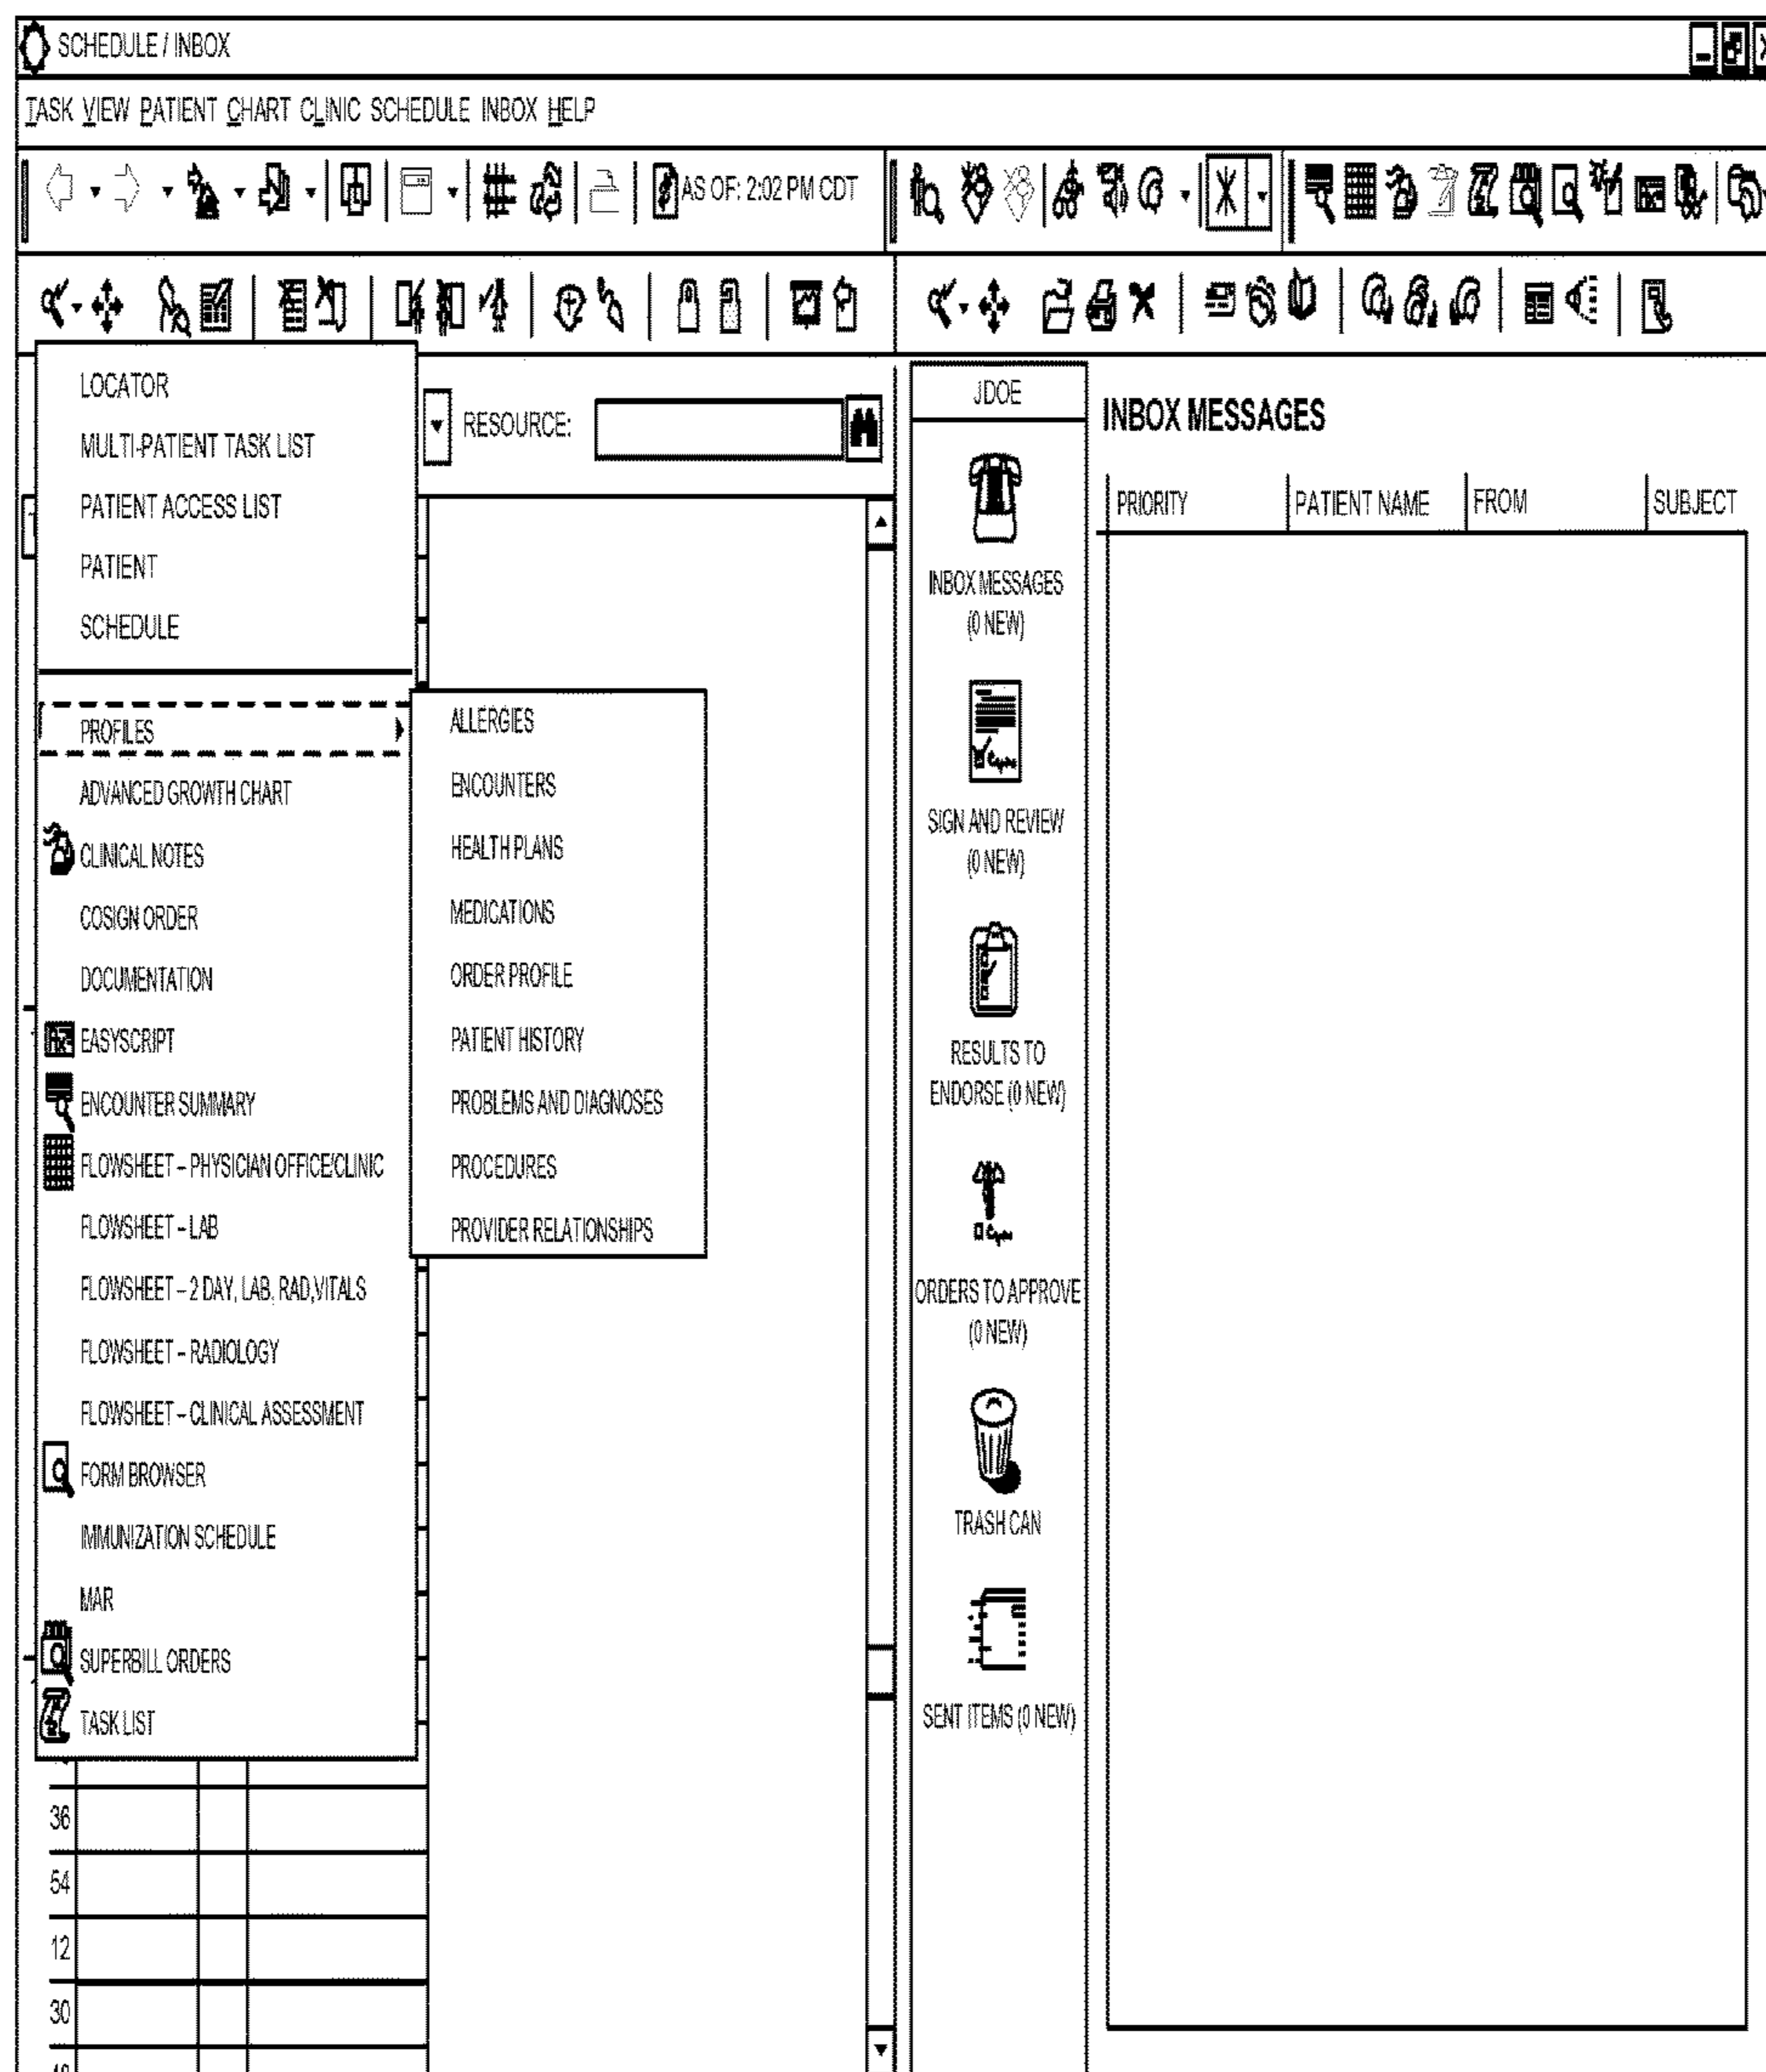 SCHEDULE / INBOX
TASK VIEW PATIENT CHART CLINIC SCHEDULE INBOX HELP
AS OF: 2:02 PM CDT
LOCATOR
MULTI-PATIENT TASK LIST
PATIENT ACCESS LIST
PATIENT
SCHEDULE
PROFILES
ADVANCED GROWTH CHART
CLINICAL NOTES
COSIGN ORDER
DOCUMENTATION
EASYSCRIPT
ENCOUNTER SUMMARY
FLOWSHEET – PHYSICIAN OFFICE/CLINIC
FLOWSHEET – LAB
FLOWSHEET – 2 DAY, LAB, RAD,VITALS
FLOWSHEET – RADIOLOGY
FLOWSHEET – CLINICAL ASSESSMENT
FORM BROWSER
IMMUNIZATION SCHEDULE
MAR
SUPERBILL ORDERS
TASK LIST
36
54
12
30
RESOURCE:
ALLERGIES
ENCOUNTERS
HEALTH PLANS
MEDICATIONS
ORDER PROFILE
PATIENT HISTORY
PROBLEMS AND DIAGNOSES
PROCEDURES
PROVIDER RELATIONSHIPS
JDOE
INBOX MESSAGES
(0 NEW)
SIGN AND REVIEW
(0 NEW)
RESULTS TO
ENDORSE (0 NEW)
ORDERS TO APPROVE
(0 NEW)
TRASH CAN
SENT ITEMS (0 NEW)
INBOX MESSAGES
PRIORITY PATIENT NAME FROM SUBJECT